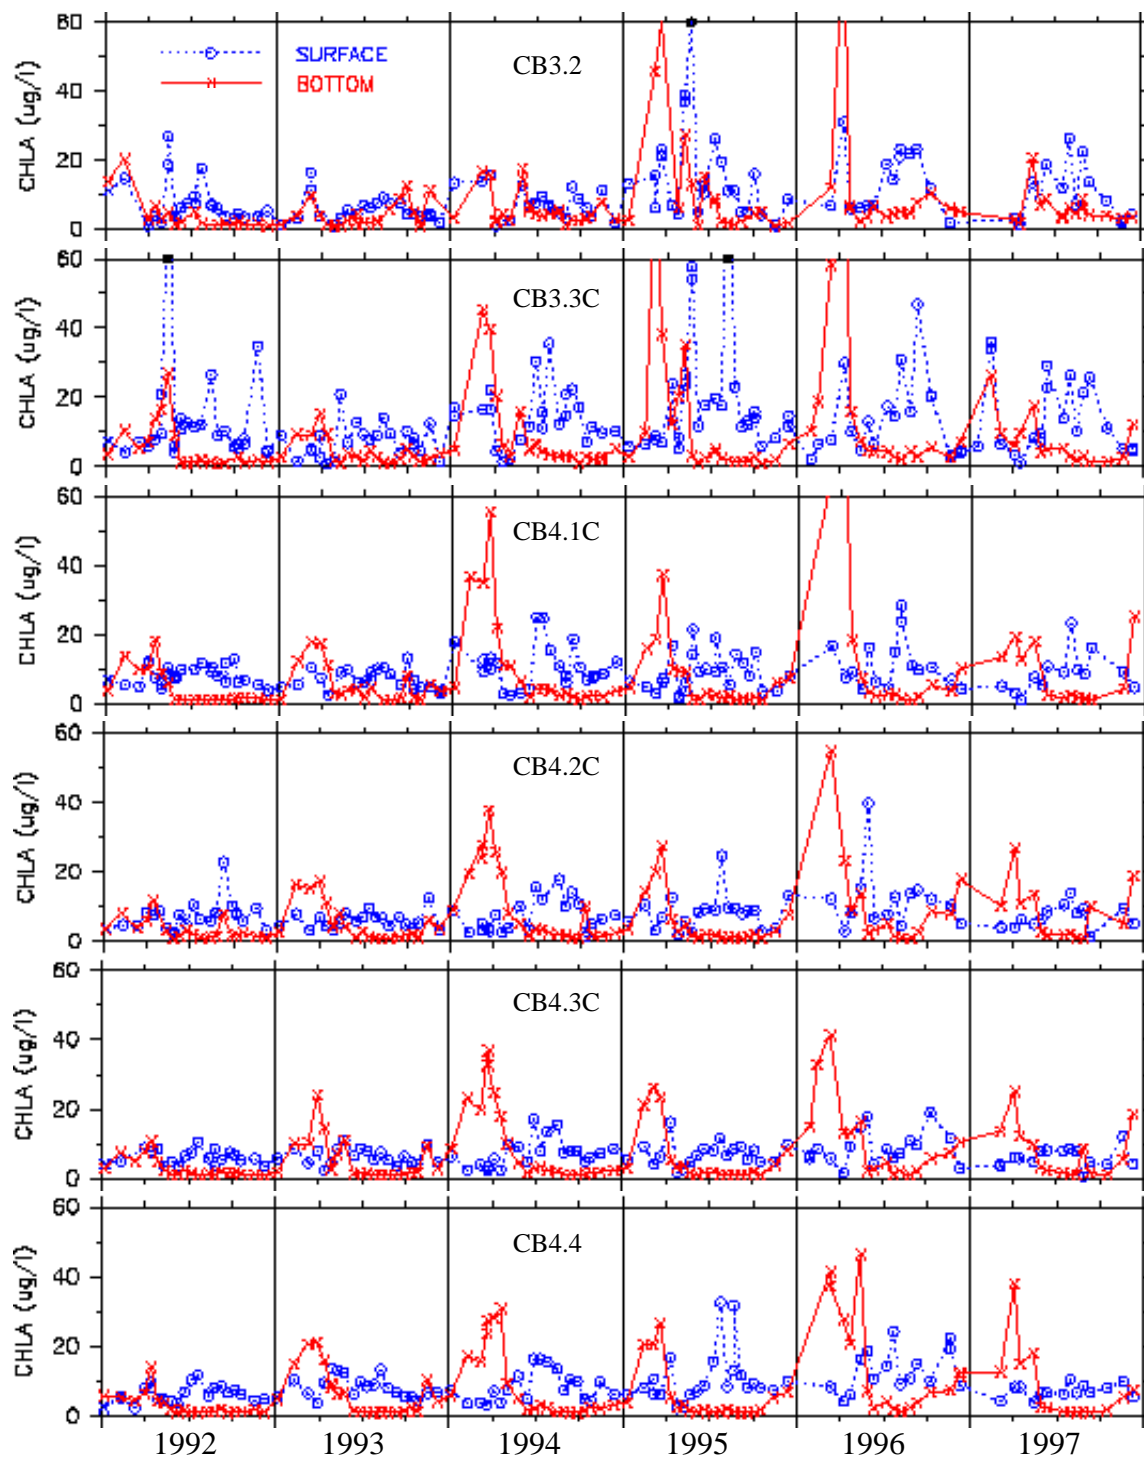 60
40
20
0
CHLA (ug/l)
SURFACE
BOTTOM
CB3.2
60
40
20
0
CHLA (ug/l)
CB3.3C
60
40
20
0
CHLA (ug/l)
CB4.1C
60
40
20
0
CHLA (ug/l)
CB4.2C
60
40
20
0
CHLA (ug/l)
CB4.3C
60
40
20
0
CHLA (ug/l)
CB4.4
1992 1993 1994 1995 1996 1997